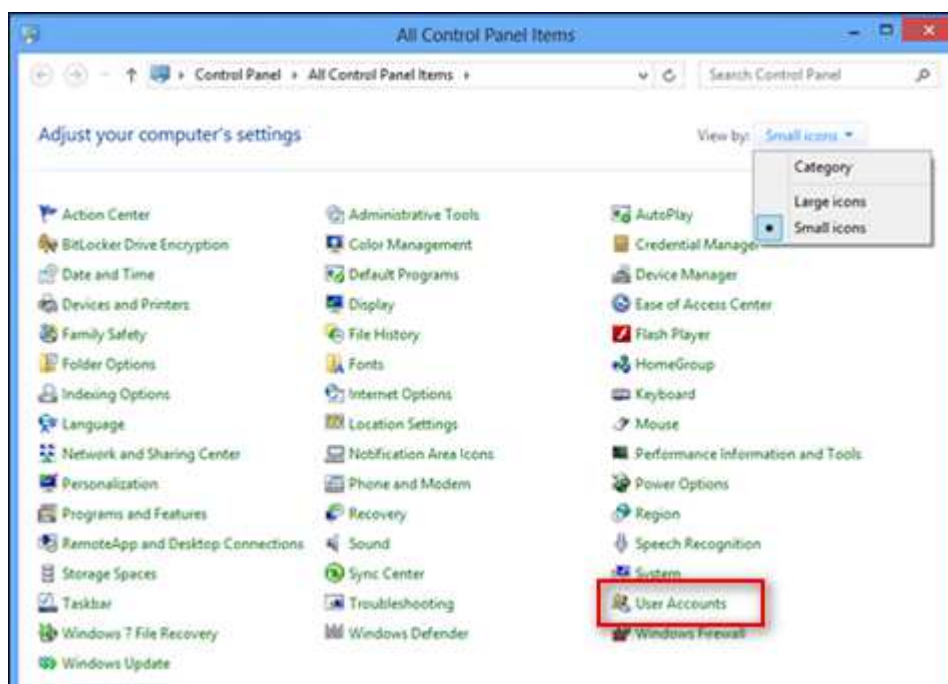 All Control Panel Items
Control Panel All Control Panel Items Search Control Panel
Adjust your computer's settings View by: Small icons
Category
Large icons
Small icons
Action Center Administrative Tools AutoPlay
BitLocker Drive Encryption Color Management Credential Manager
Date and Time Default Programs Device Manager
Devices and Printers Display Ease of Access Center
Family Safety File History Flash Player
Folder Options Fonts HomeGroup
Indexing Options Internet Options Keyboard
Language Location Settings Mouse
Network and Sharing Center Notification Area Icons Performance Information and Tools
Personalization Phone and Modem Power Options
Programs and Features Recovery Region
RemoteApp and Desktop Connections Sound Speech Recognition
Storage Spaces Sync Center System
Taskbar Troubleshooting User Accounts
Windows 7 File Recovery Windows Defender Windows Firewall
Windows Update